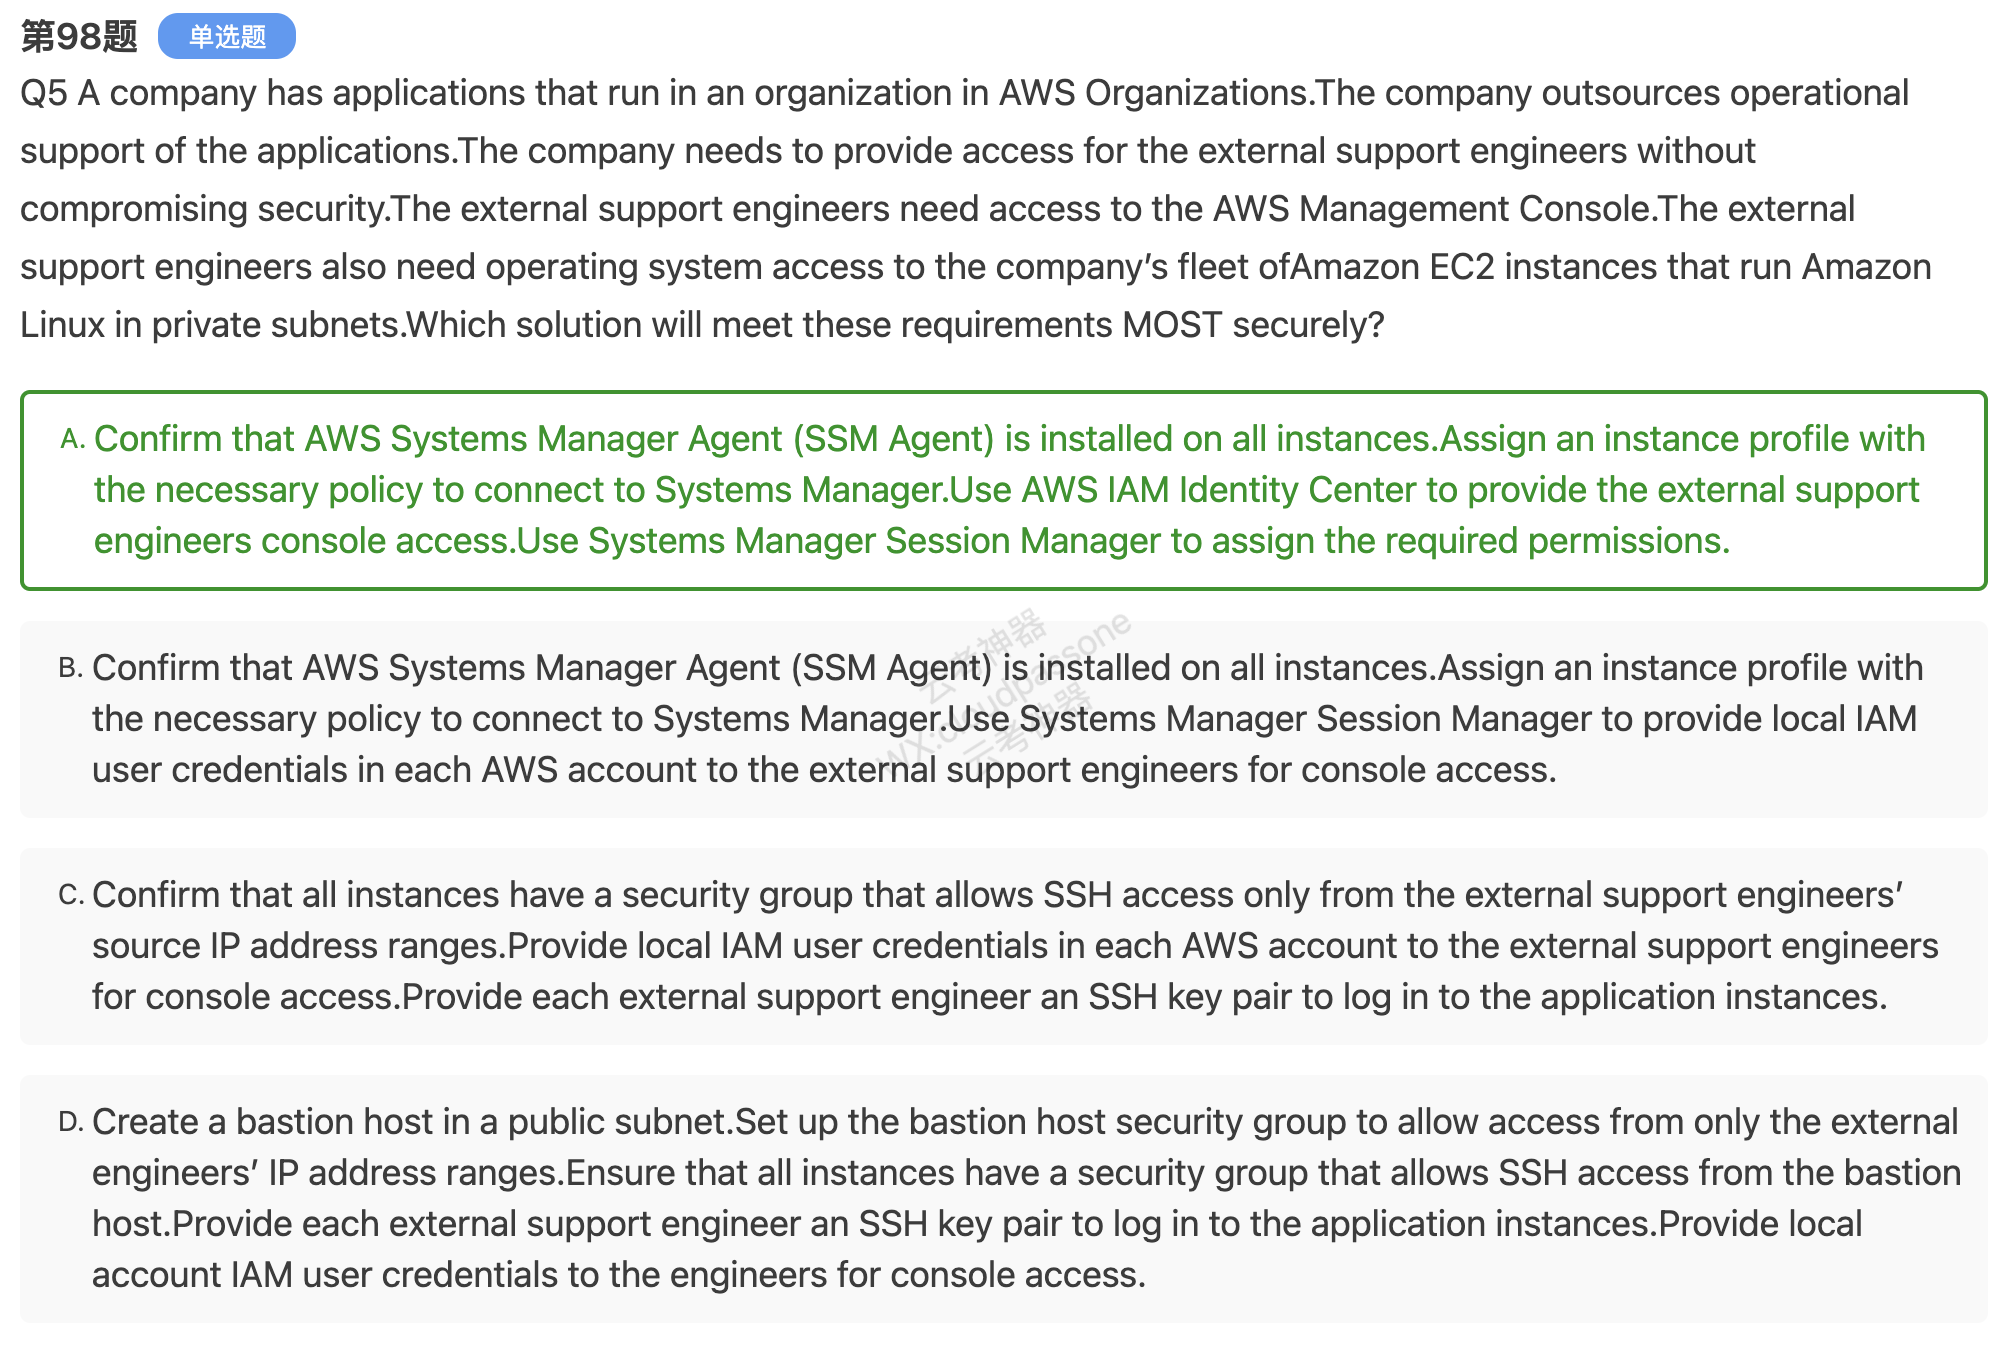 第98题 单选题
Q5 A company has applications that run in an organization in AWS Organizations.The company outsources operational
support of the applications.The company needs to provide access for the external support engineers without
compromising security.The external support engineers need access to the AWS Management Console.The external
support engineers also need operating system access to the company’s fleet ofAmazon EC2 instances that run Amazon
Linux in private subnets.Which solution will meet these requirements MOST securely?
A. Confirm that AWS Systems Manager Agent (SSM Agent) is installed on all instances.Assign an instance profile with
the necessary policy to connect to Systems Manager.Use AWS IAM Identity Center to provide the external support
engineers console access.Use Systems Manager Session Manager to assign the required permissions.
B. Confirm that AWS Systems Manager Agent (SSM Agent) is installed on all instances.Assign an instance profile with
the necessary policy to connect to Systems Manager.Use Systems Manager Session Manager to provide local IAM
user credentials in each AWS account to the external support engineers for console access.
云考神器
WX:cloudpassone
云考神器
C. Confirm that all instances have a security group that allows SSH access only from the external support engineers’
source IP address ranges.Provide local IAM user credentials in each AWS account to the external support engineers
for console access.Provide each external support engineer an SSH key pair to log in to the application instances.
D. Create a bastion host in a public subnet.Set up the bastion host security group to allow access from only the external
engineers’ IP address ranges.Ensure that all instances have a security group that allows SSH access from the bastion
host.Provide each external support engineer an SSH key pair to log in to the application instances.Provide local
account IAM user credentials to the engineers for console access.